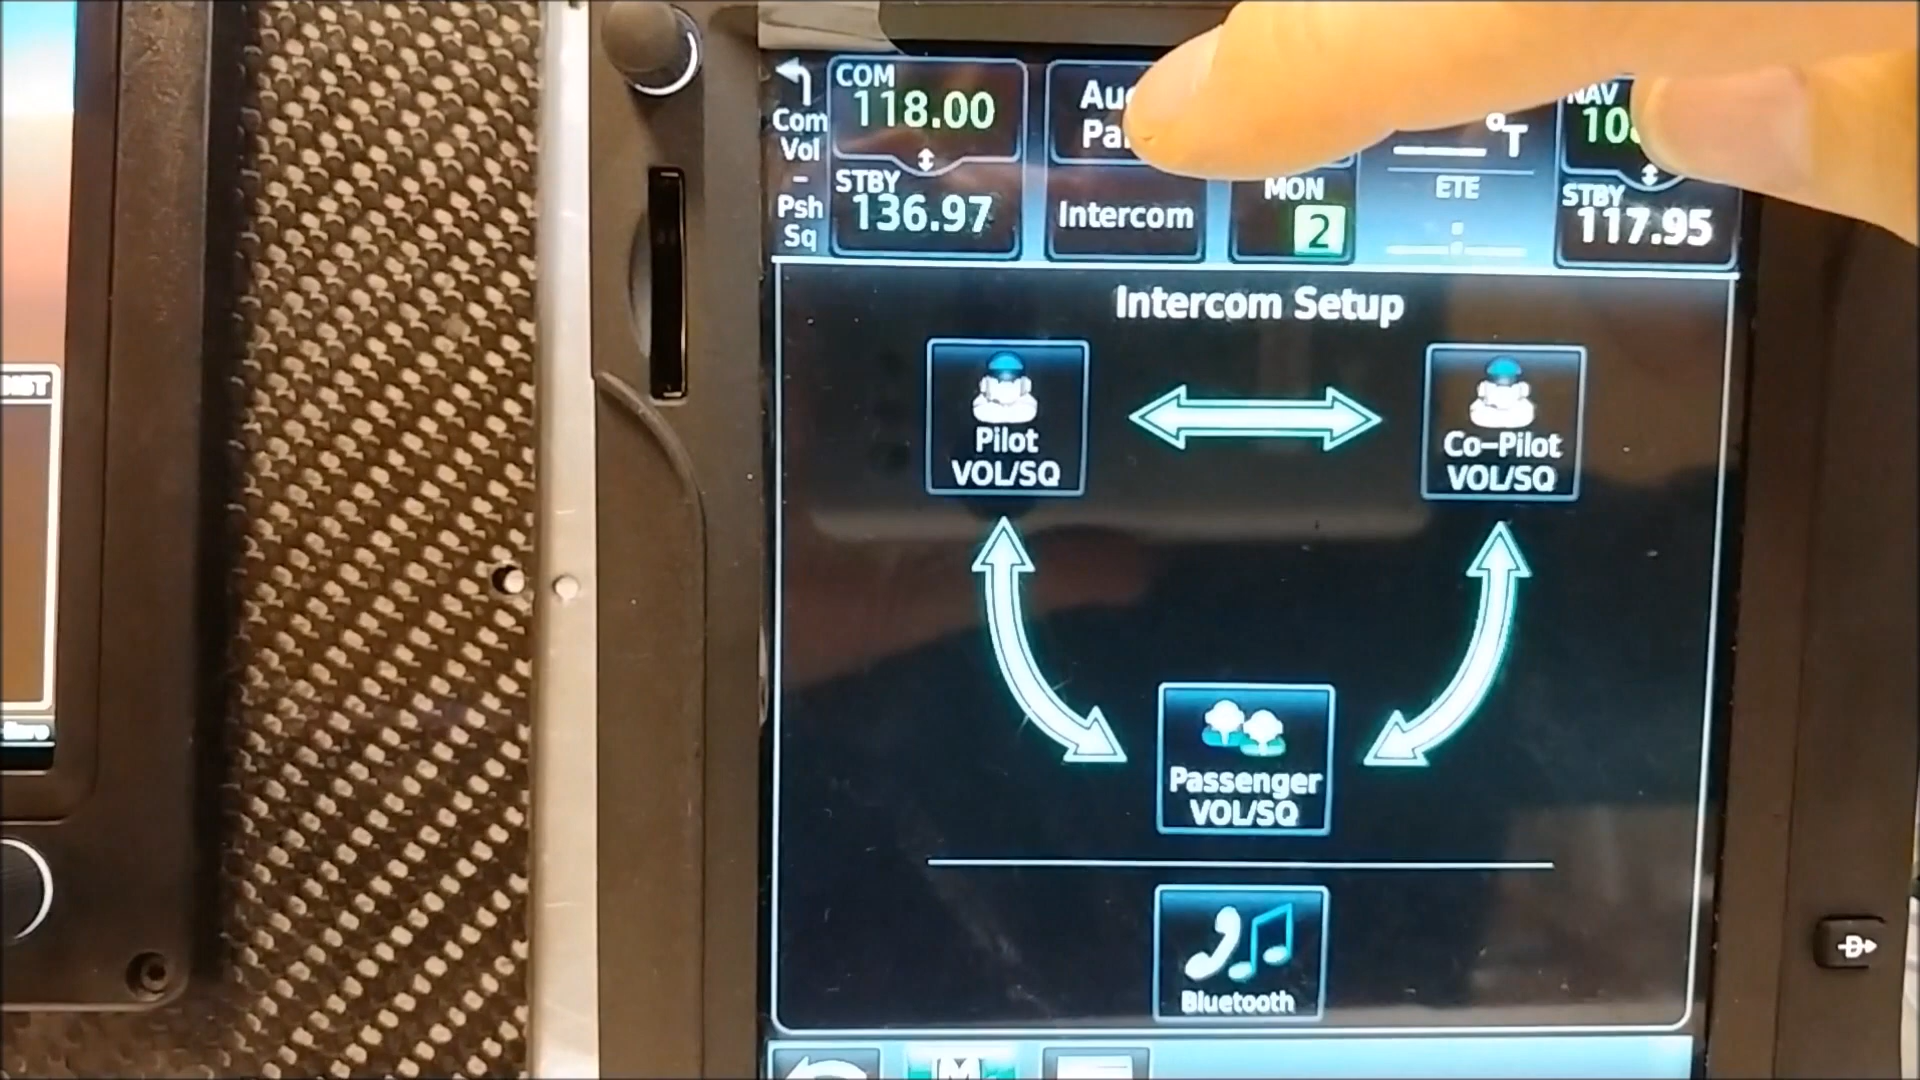 COM
118.00
Com
Vol
-
Psh
Sq
STBY
136.97
Intercom
MON
2
°T
ETE
NAV
STBY
117.95
Intercom Setup
Pilot
VOL/SQ
Co-Pilot
VOL/SQ
Passenger
VOL/SQ
Bluetooth
D